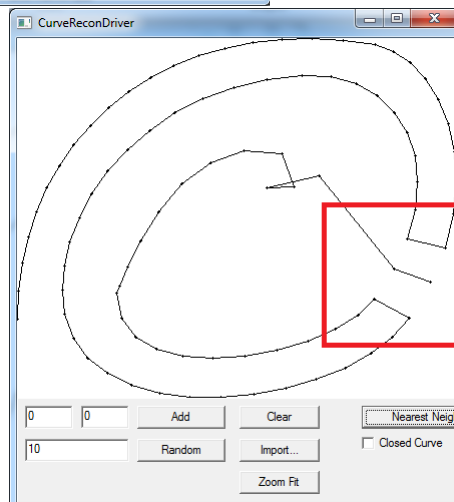 CurveReconDriver
0 0 Add Clear Nearest Neig
10 Random Import... Closed Curve
Zoom Fit